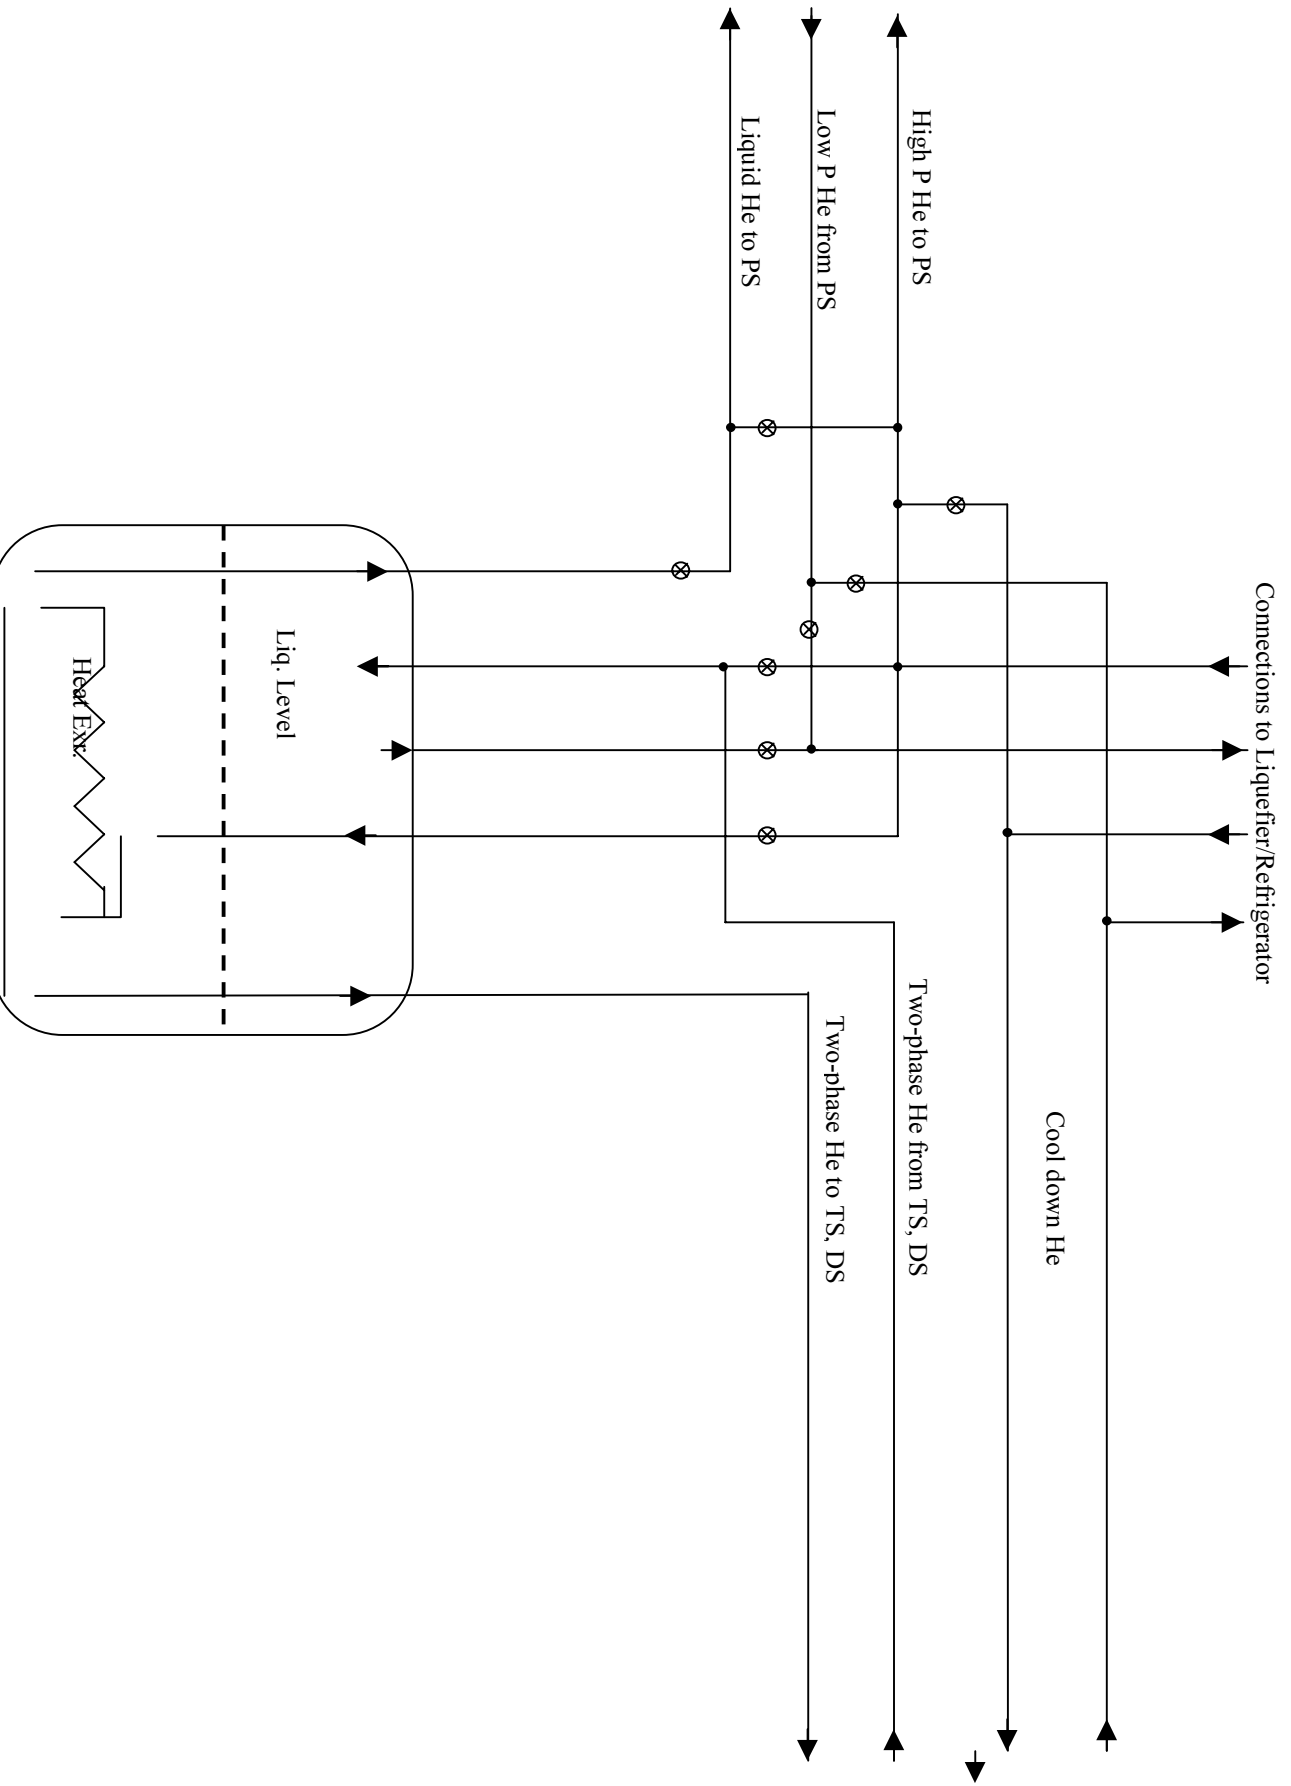 Connections to Liquefier/Refrigerator
Cool down He
High P He to PS
Two-phase He from TS, DS
Low P He from PS
Two-phase He to TS, DS
Liquid He to PS
Liq. Level
Heat Exr.